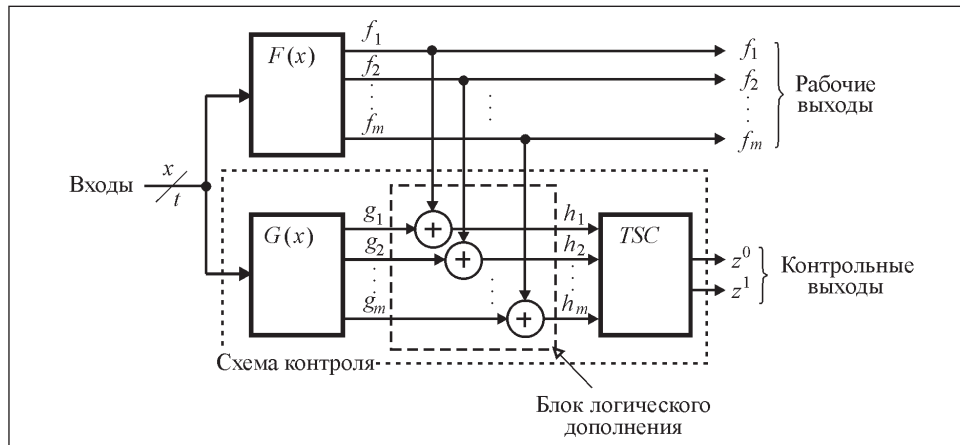 F(x)
f₁
f₂
fₘ
f₁
f₂
fₘ
Рабочие
выходы
Входы
x
t
G(x)
g₁
g₂
gₘ
+
+
+
h₁
h₂
hₘ
TSC
z⁰
z¹
Контрольные
выходы
Схема контроля
Блок логического
дополнения